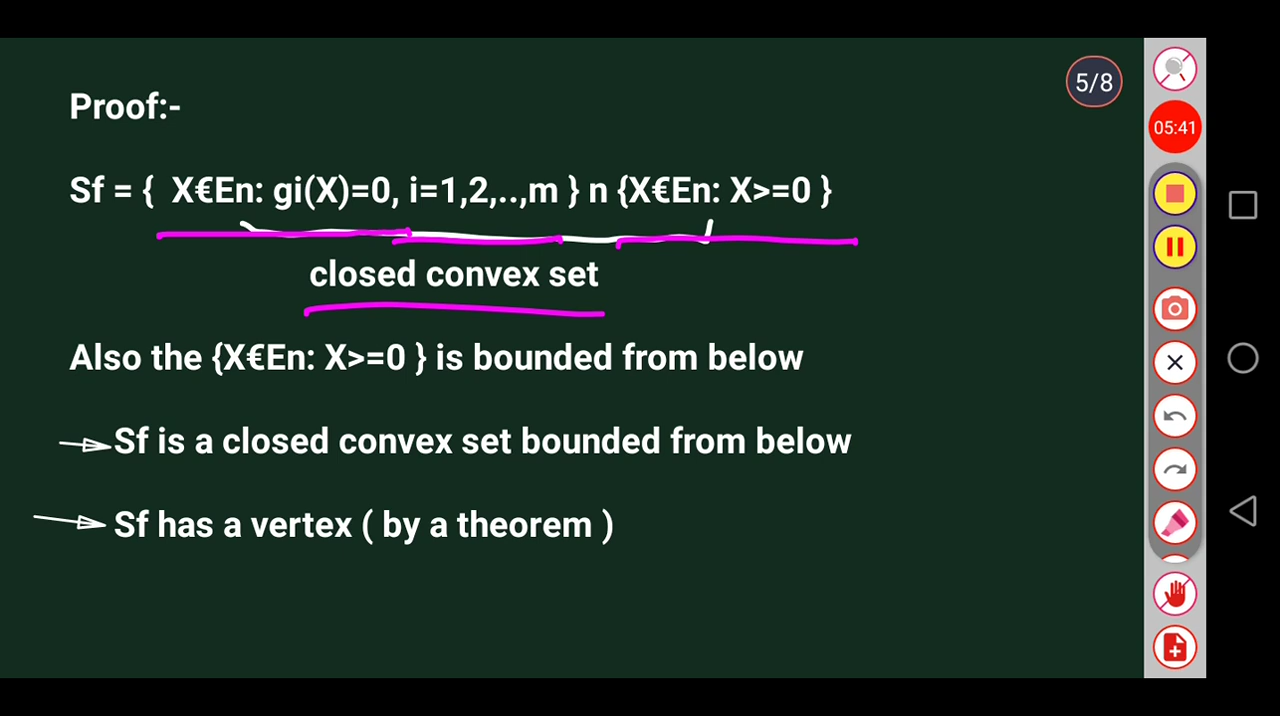 5/8
Proof:-
05:41
Sf = { X€En: gi(X)=0, i=1,2,..,m } n {X€En: X>=0 }
closed convex set
Also the {X€En: X>=0 } is bounded from below
Sf is a closed convex set bounded from below
Sf has a vertex ( by a theorem )